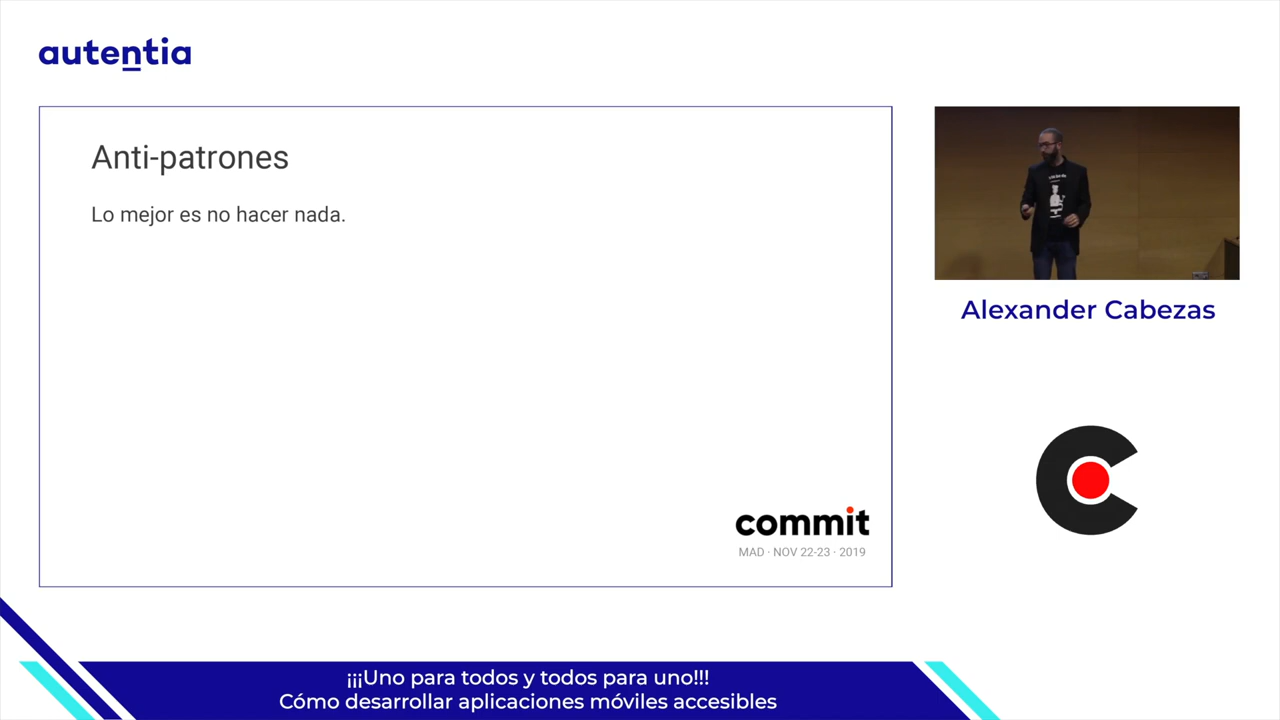 autentia
Anti-patrones
Lo mejor es no hacer nada.
commit
MAD · NOV 22-23 · 2019
Alexander Cabezas
¡¡¡Uno para todos y todos para uno!!!
Cómo desarrollar aplicaciones móviles accesibles